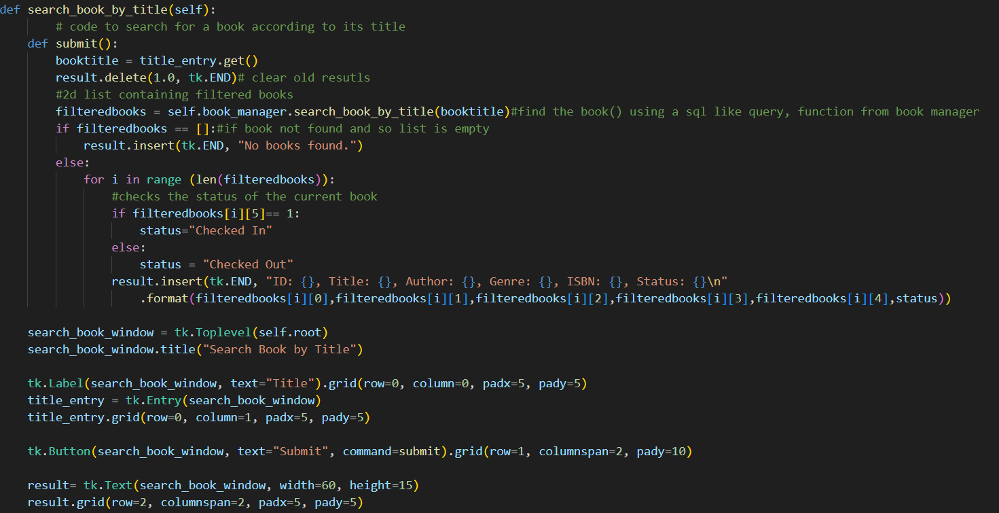 def search_book_by_title(self):
        # code to search for a book according to its title
    def submit():
        booktitle = title_entry.get()
        result.delete(1.0, tk.END)# clear old resutls
        #2d list containing filtered books
        filteredbooks = self.book_manager.search_book_by_title(booktitle)#find the book() using a sql like query, function from book manager
        if filteredbooks == []:#if book not found and so list is empty
            result.insert(tk.END, "No books found.")
        else:
            for i in range (len(filteredbooks)):
                #checks the status of the current book
                if filteredbooks[i][5]== 1:
                    status="Checked In"
                else:
                    status = "Checked Out"
                result.insert(tk.END, "ID: {}, Title: {}, Author: {}, Genre: {}, ISBN: {}, Status: {}\n"
                    .format(filteredbooks[i][0],filteredbooks[i][1],filteredbooks[i][2],filteredbooks[i][3],filteredbooks[i][4],status))

    search_book_window = tk.Toplevel(self.root)
    search_book_window.title("Search Book by Title")

    tk.Label(search_book_window, text="Title").grid(row=0, column=0, padx=5, pady=5)
    title_entry = tk.Entry(search_book_window)
    title_entry.grid(row=0, column=1, padx=5, pady=5)

    tk.Button(search_book_window, text="Submit", command=submit).grid(row=1, columnspan=2, pady=10)

    result= tk.Text(search_book_window, width=60, height=15)
    result.grid(row=2, columnspan=2, padx=5, pady=5)